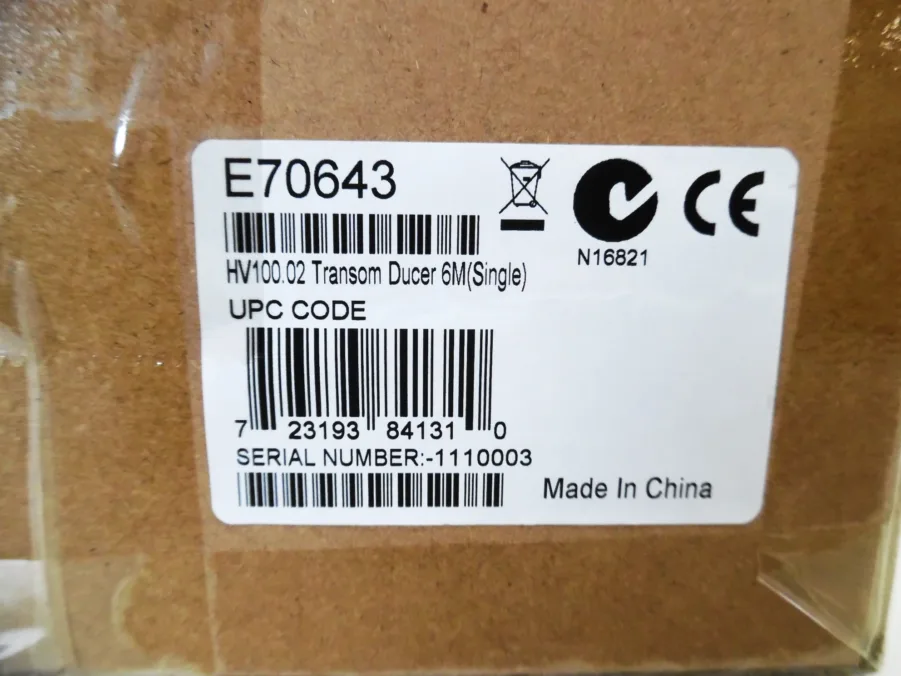 E70643
N16821
HV100.02 Transom Ducer 6M(Single)
UPC CODE
7 23193 84131 0
SERIAL NUMBER:-1110003
Made In China